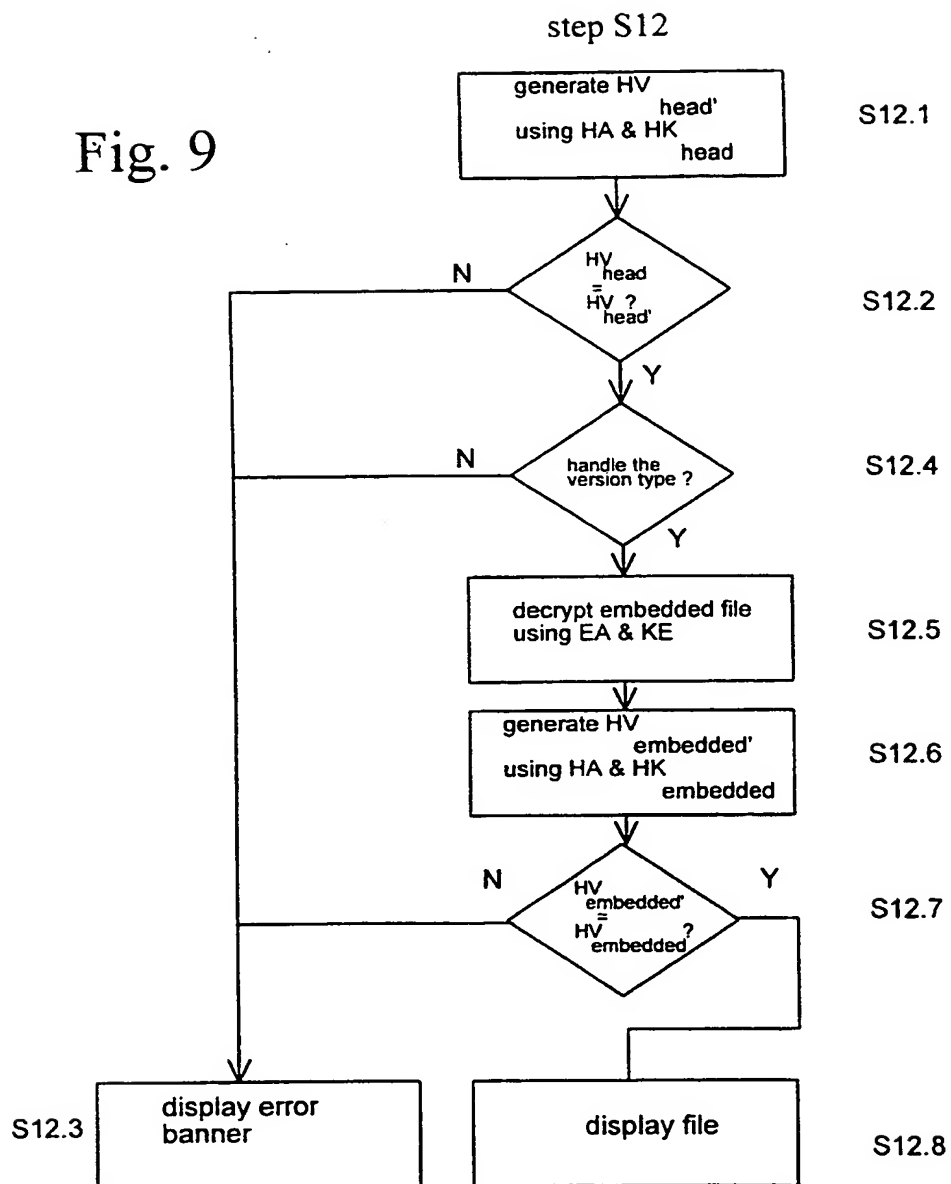 step S12
Fig. 9
generate HV
head'
using HA & HK
head
S12.1
HV
head
=
HV ?
head'
N
S12.2
Y
handle the
version type ?
N
S12.4
Y
decrypt embedded file
using EA & KE
S12.5
generate HV
embedded'
using HA & HK
embedded
S12.6
N
Y
HV
embedded'
=
HV ?
embedded
S12.7
S12.3
display error
banner
display file
S12.8